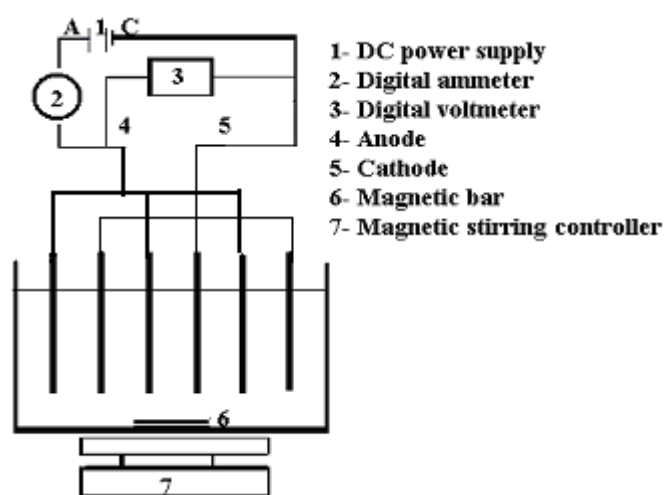 A 1 C
2
3
4
5
6
7
1- DC power supply
2- Digital ammeter
3- Digital voltmeter
4- Anode
5- Cathode
6- Magnetic bar
7- Magnetic stirring controller